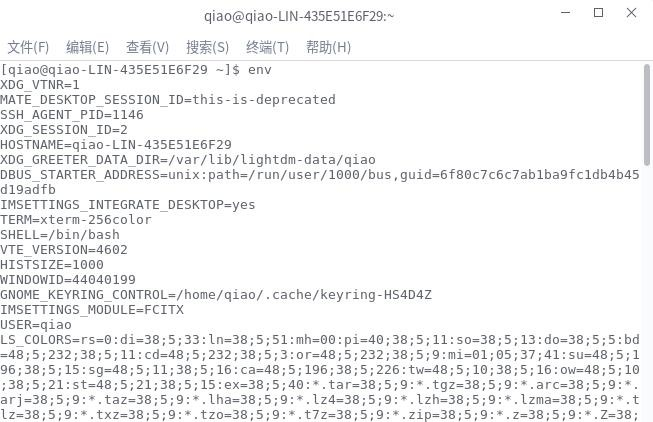 qiao@qiao-LIN-435E51E6F29:~
文件(F) 编辑(E) 查看(V) 搜索(S) 终端(T) 帮助(H)
[qiao@qiao-LIN-435E51E6F29 ~]$ env
XDG_VTNR=1
MATE_DESKTOP_SESSION_ID=this-is-deprecated
SSH_AGENT_PID=1146
XDG_SESSION_ID=2
HOSTNAME=qiao-LIN-435E51E6F29
XDG_GREETER_DATA_DIR=/var/lib/lightdm-data/qiao
DBUS_STARTER_ADDRESS=unix:path=/run/user/1000/bus,guid=6f80c7c6c7ab1ba9fc1db4b45
d19adfb
IMSETTINGS_INTEGRATE_DESKTOP=yes
TERM=xterm-256color
SHELL=/bin/bash
VTE_VERSION=4602
HISTSIZE=1000
WINDOWID=44040199
GNOME_KEYRING_CONTROL=/home/qiao/.cache/keyring-HS4D4Z
IMSETTINGS_MODULE=FCITX
USER=qiao
LS_COLORS=rs=0:di=38;5;33:ln=38;5;51:mh=00:pi=40;38;5;11:so=38;5;13:do=38;5;5:bd
=48;5;232;38;5;11:cd=48;5;232;38;5;3:or=48;5;232;38;5;9:mi=01;05;37;41:su=48;5;1
96;38;5;15:sg=48;5;11;38;5;16:ca=48;5;196;38;5;226:tw=48;5;10;38;5;16:ow=48;5;10
;38;5;21:st=48;5;21;38;5;15:ex=38;5;40:*.tar=38;5;9:*.tgz=38;5;9:*.arc=38;5;9:*.
arj=38;5;9:*.taz=38;5;9:*.lha=38;5;9:*.lz4=38;5;9:*.lzh=38;5;9:*.lzma=38;5;9:*.t
lz=38;5;9:*.txz=38;5;9:*.tzo=38;5;9:*.t7z=38;5;9:*.zip=38;5;9:*.z=38;5;9:*.Z=38;